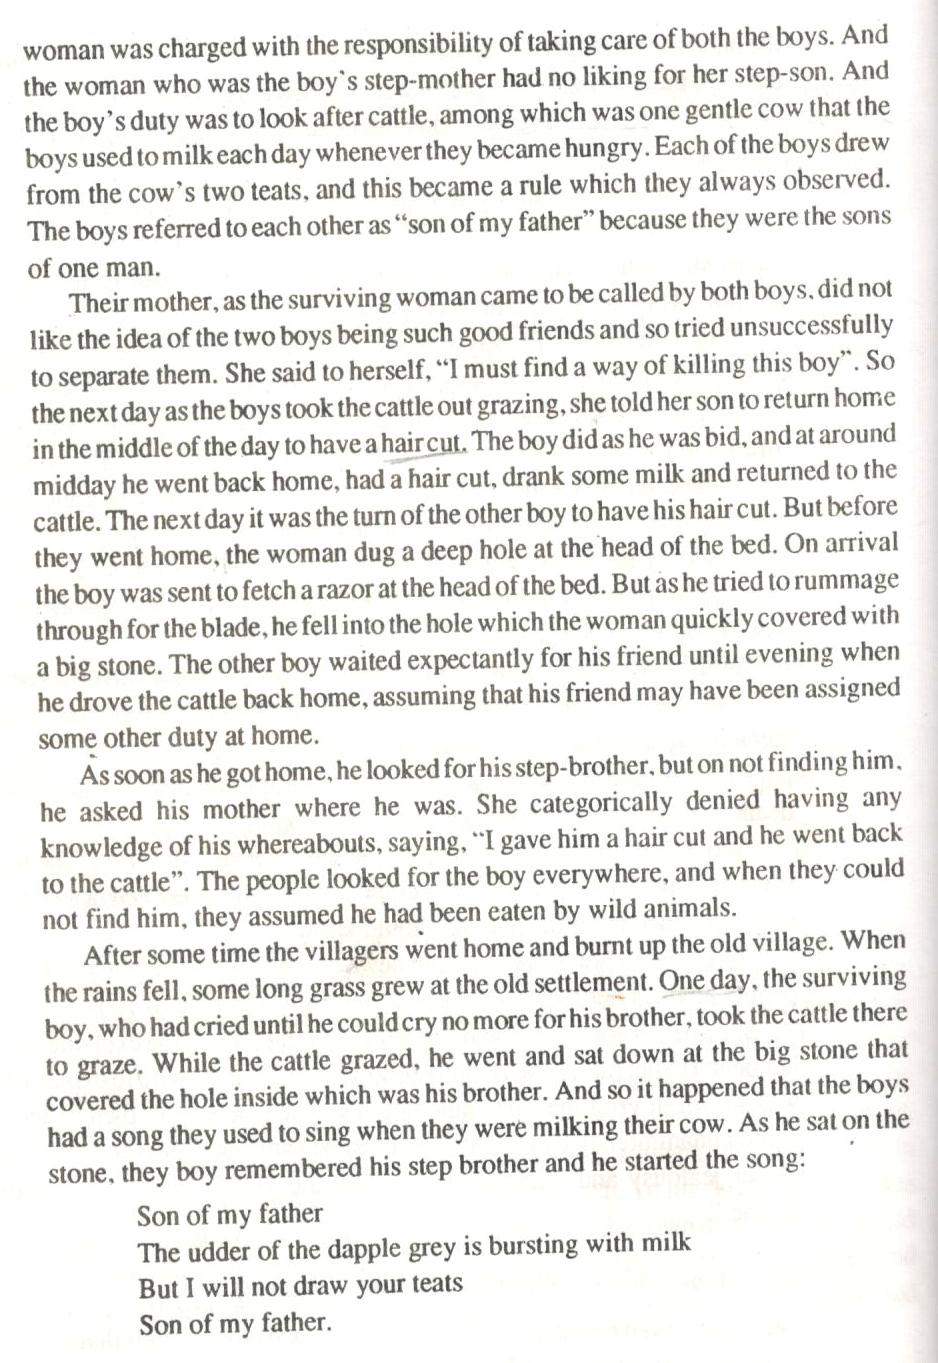 woman was charged with the responsibility of taking care of both the boys. And
the woman who was the boy's step-mother had no liking for her step-son. And
the boy's duty was to look after cattle, among which was one gentle cow that the
boys used to milk each day whenever they became hungry. Each of the boys drew
from the cow's two teats, and this became a rule which they always observed.
The boys referred to each other as "son of my father" because they were the sons
of one man.
Their mother, as the surviving woman came to be called by both boys, did not
like the idea of the two boys being such good friends and so tried unsuccessfully
to separate them. She said to herself, "I must find a way of killing this boy". So
the next day as the boys took the cattle out grazing, she told her son to return home
in the middle of the day to have a hair cut. The boy did as he was bid, and at around
midday he went back home, had a hair cut, drank some milk and returned to the
cattle. The next day it was the turn of the other boy to have his hair cut. But before
they went home, the woman dug a deep hole at the head of the bed. On arrival
the boy was sent to fetch a razor at the head of the bed. But as he tried to rummage
through for the blade, he fell into the hole which the woman quickly covered with
a big stone. The other boy waited expectantly for his friend until evening when
he drove the cattle back home, assuming that his friend may have been assigned
some other duty at home.
As soon as he got home, he looked for his step-brother, but on not finding him,
he asked his mother where he was. She categorically denied having any
knowledge of his whereabouts, saying, "I gave him a hair cut and he went back
to the cattle". The people looked for the boy everywhere, and when they could
not find him, they assumed he had been eaten by wild animals.
After some time the villagers went home and burnt up the old village. When
the rains fell, some long grass grew at the old settlement. One day, the surviving
boy, who had cried until he could cry no more for his brother, took the cattle there
to graze. While the cattle grazed, he went and sat down at the big stone that
covered the hole inside which was his brother. And so it happened that the boys
had a song they used to sing when they were milking their cow. As he sat on the
stone, they boy remembered his step brother and he started the song:
Son of my father
The udder of the dapple grey is bursting with milk
But I will not draw your teats
Son of my father.